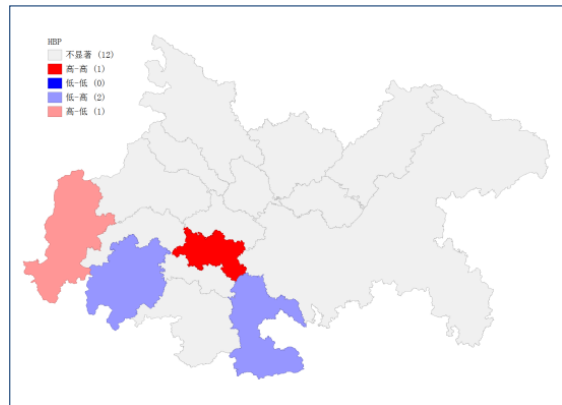 HBP
不显著 (12)
高-高 (1)
低-低 (0)
低-高 (2)
高-低 (1)